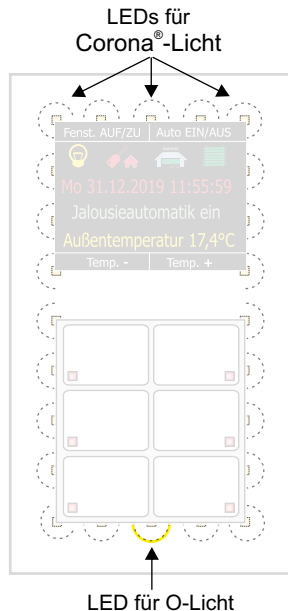 LEDs für
Corona®-Licht
Fenst. AUF/ZU Auto EIN/AUS
Mo 31.12.2019 11:55:59
Jalousieautomatik ein
Außentemperatur 17,4°C
Temp. - Temp. +
LED für O-Licht